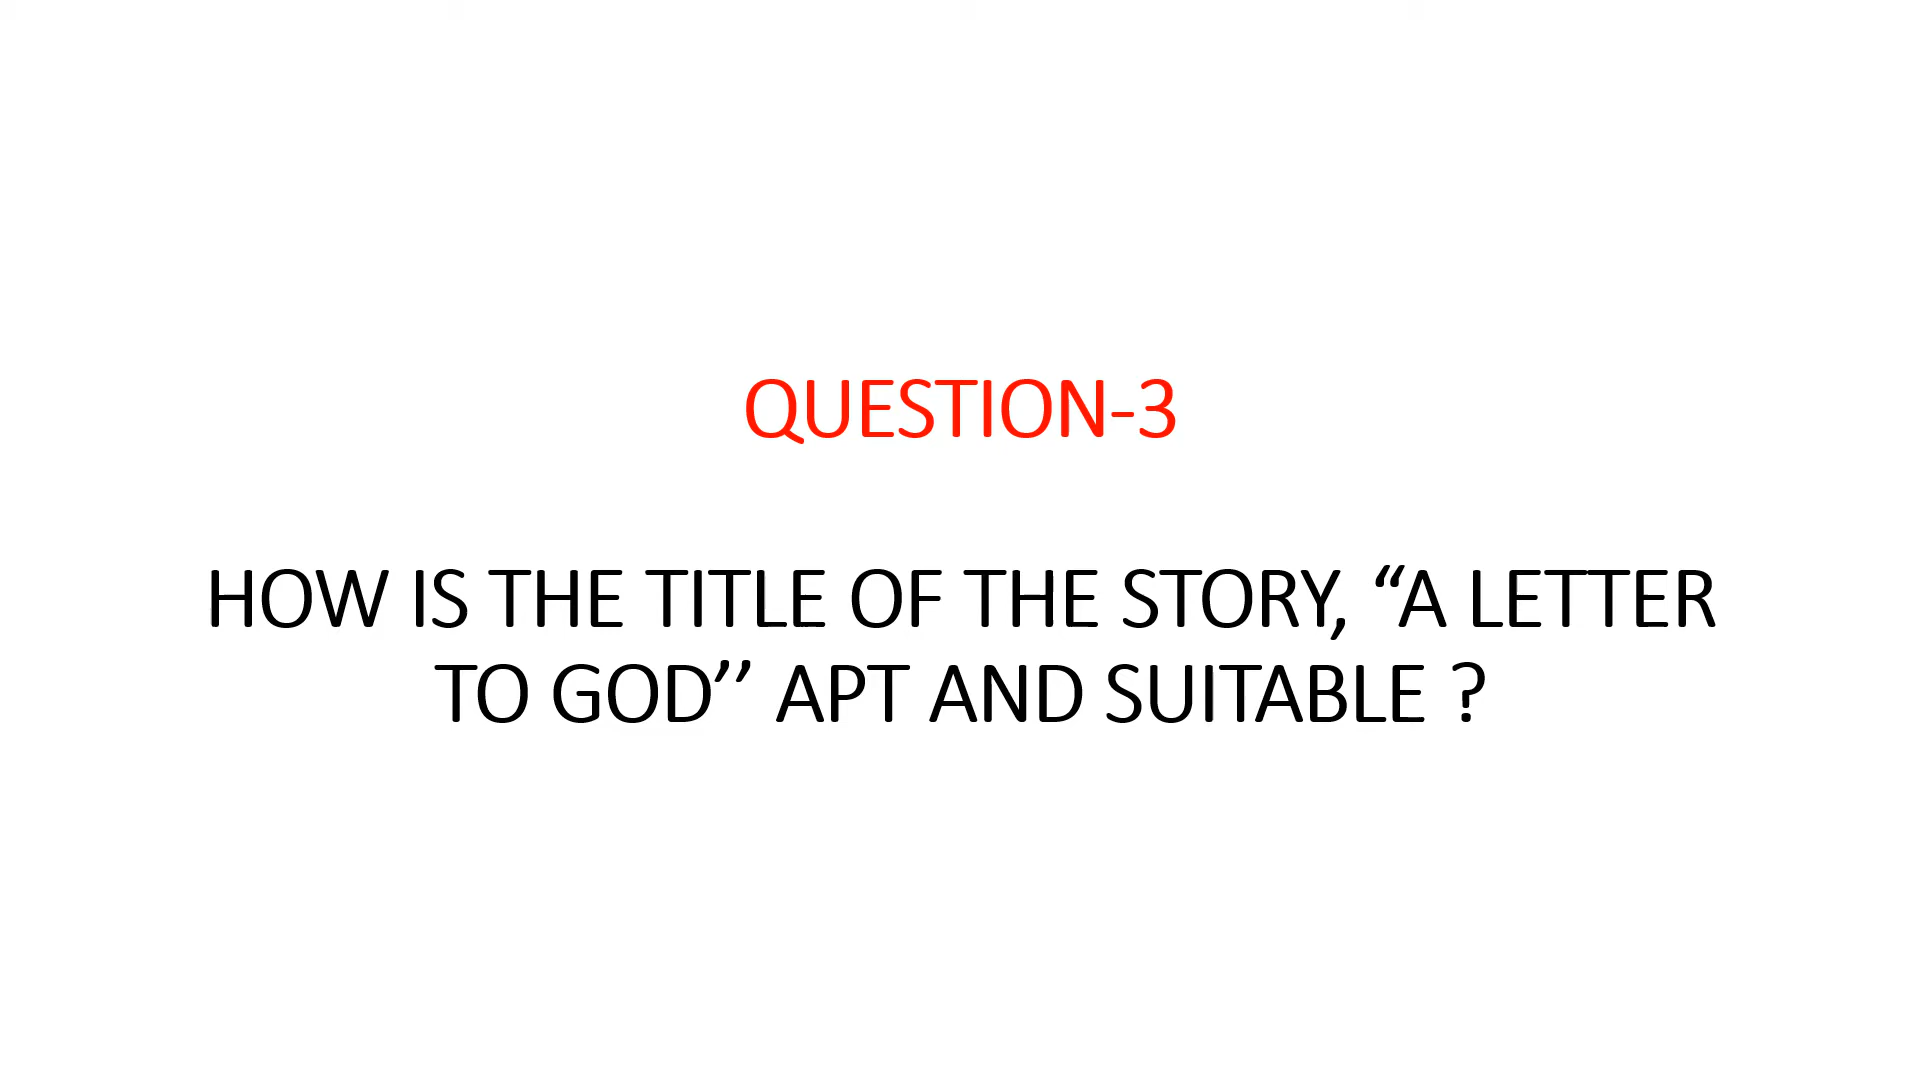 QUESTION-3
HOW IS THE TITLE OF THE STORY, “A LETTER
TO GOD’’ APT AND SUITABLE ?